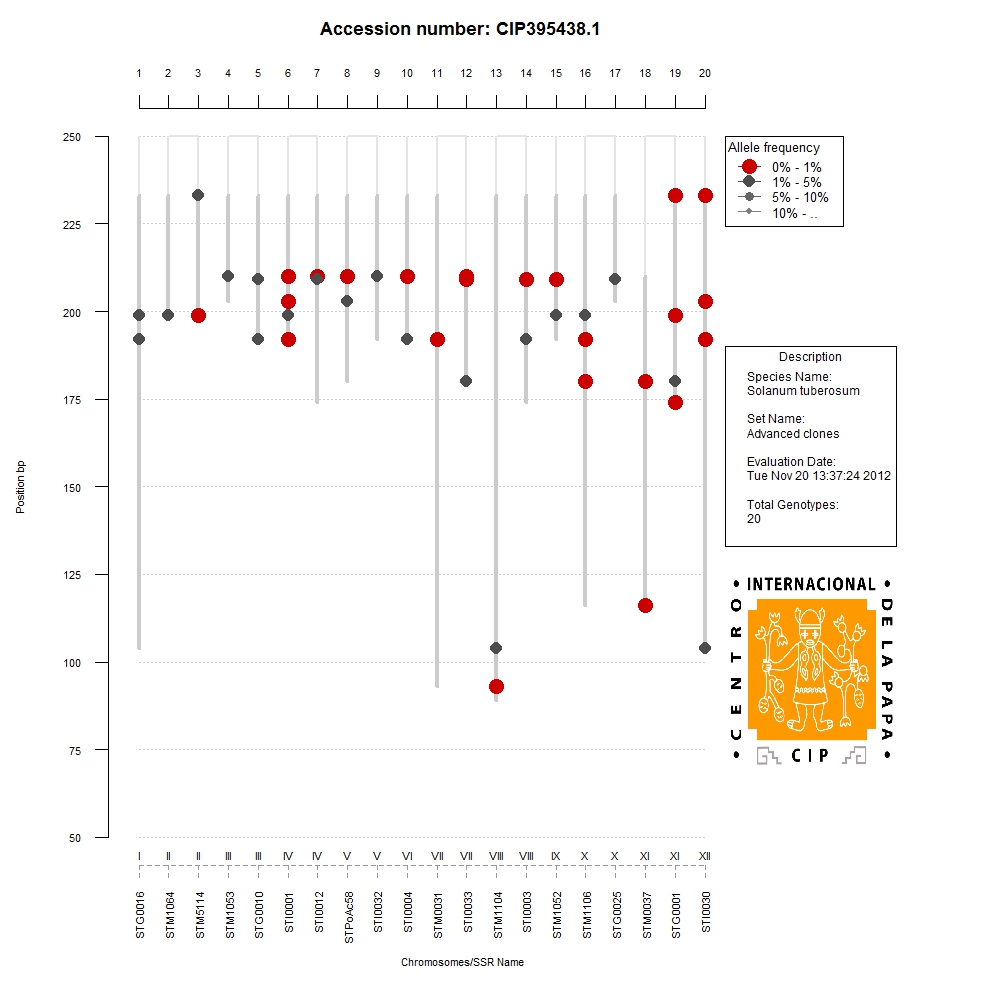 Accession number: CIP395438.1
1 2 3 4 5 6 7 8 9 10 11 12 13 14 15 16 17 18 19 20
250
225
200
175
150
125
100
75
50
Position bp
Allele frequency
0% - 1%
1% - 5%
5% - 10%
10% - ..
Description
Species Name:
Solanum tuberosum
Set Name:
Advanced clones
Evaluation Date:
Tue Nov 20 13:37:24 2012
Total Genotypes:
20
• INTERNACIONAL •
• CENTRO
DE LA PAPA •
CIP
I II II III III IV IV V V VI VII VII VIII VIII IX X X XI XI XII
STG0016
STM1064
STM5114
STM1053
STG0010
STI0001
STI0012
STPoAc58
STI0032
STI0004
STM0031
STI0033
STM1104
STI0003
STM1052
STM1106
STG0025
STM0037
STG0001
STI0030
Chromosomes/SSR Name